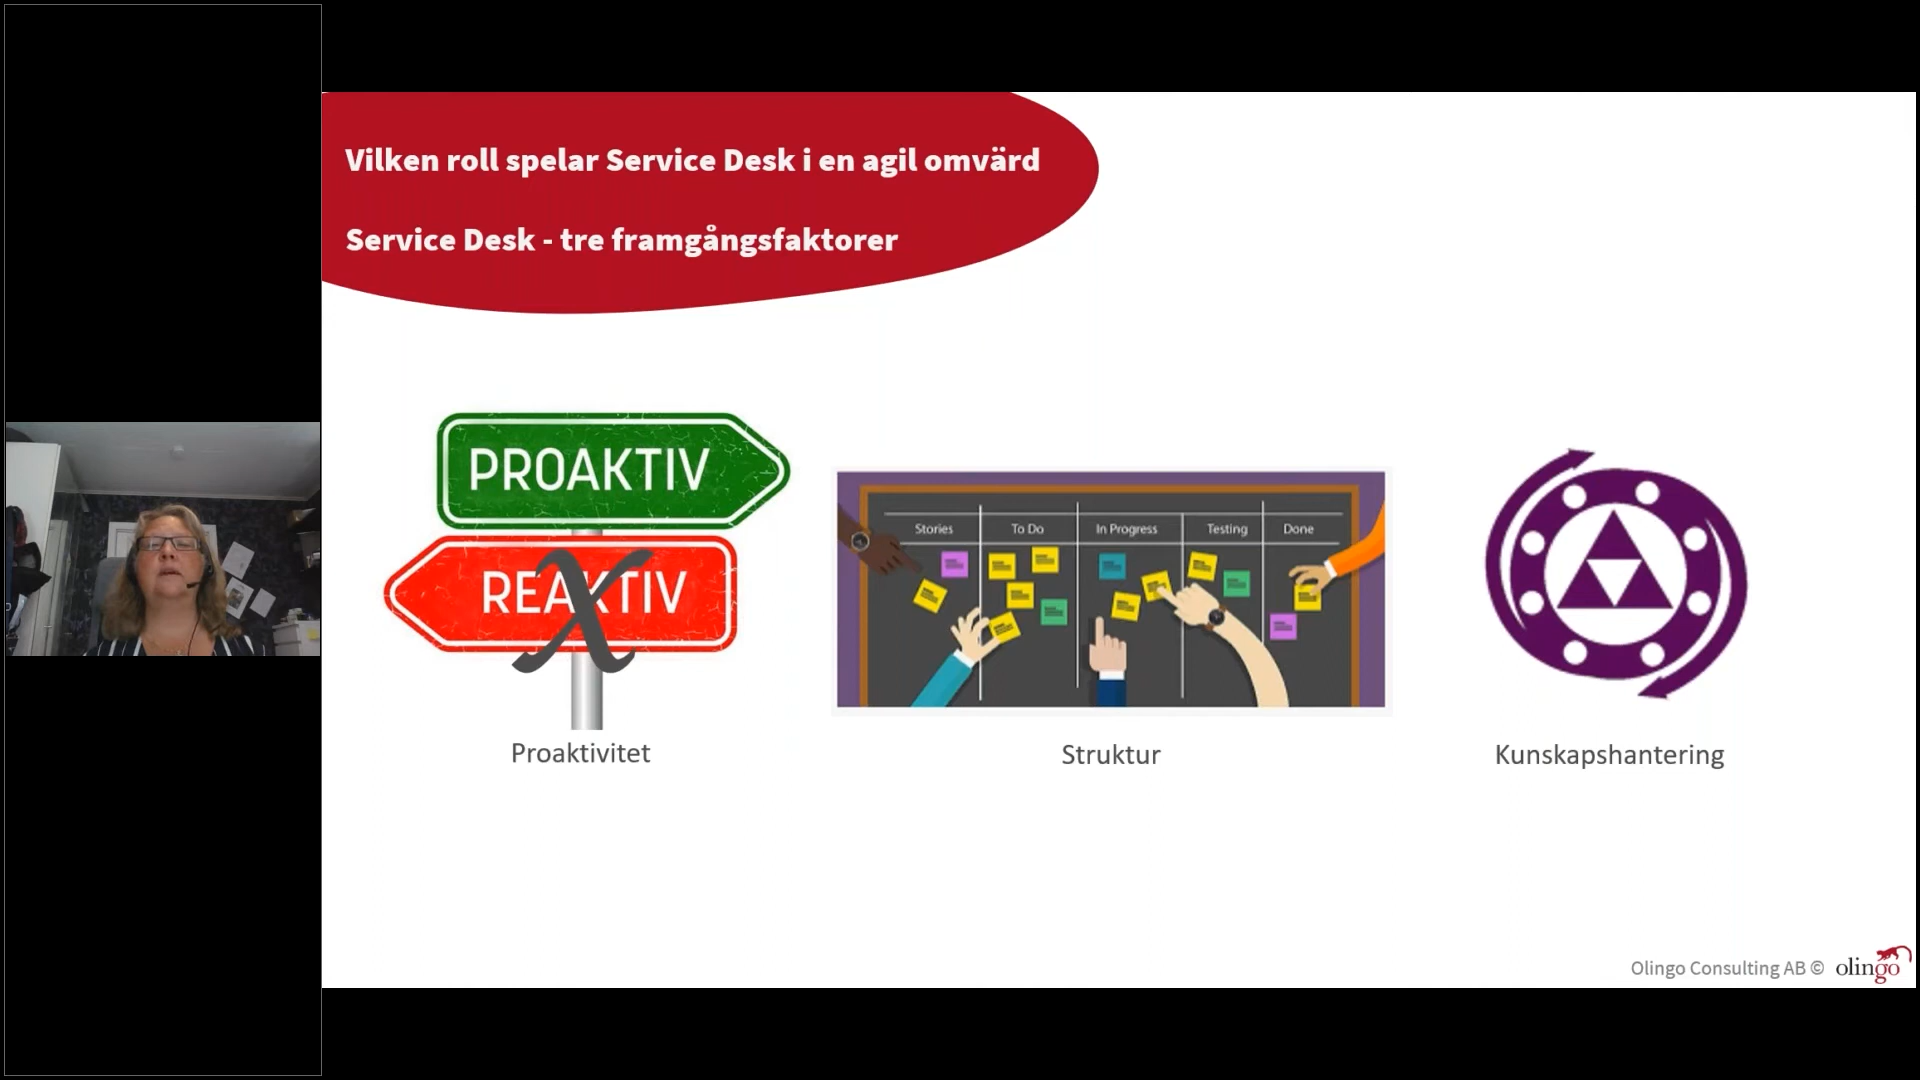 Vilken roll spelar Service Desk i en agil omvärd
Service Desk - tre framgångsfaktorer
PROAKTIV
REAKTIV
X
Proaktivitet
Stories
To Do
In Progress
Testing
Done
Struktur
Kunskapshantering
Olingo Consulting AB ©
olingo